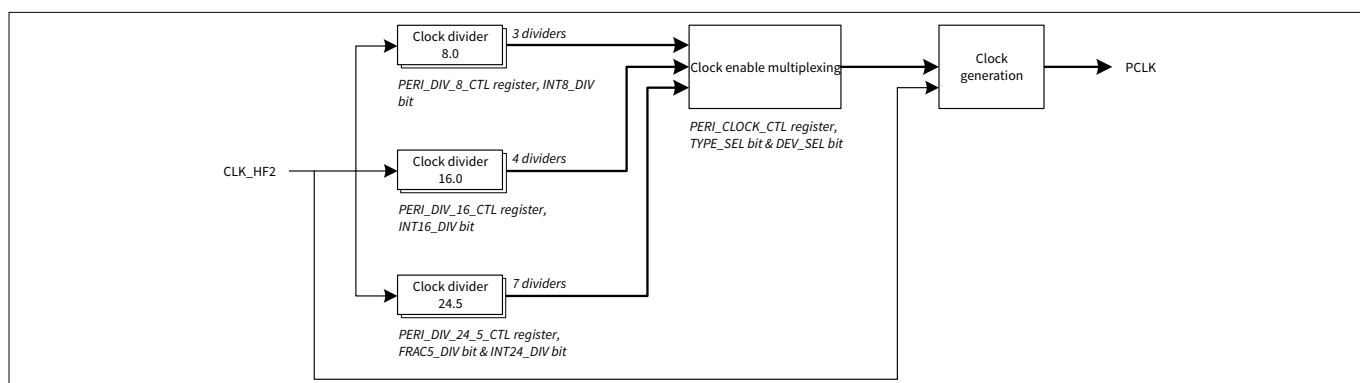 Clock divider
8.0
3 dividers
PERI_DIV_8_CTL register, INT8_DIV
bit
Clock enable multiplexing
PERI_CLOCK_CTL register,
TYPE_SEL bit & DEV_SEL bit
Clock
generation
PCLK
CLK_HF2
Clock divider
16.0
4 dividers
PERI_DIV_16_CTL register,
INT16_DIV bit
Clock divider
24.5
7 dividers
PERI_DIV_24_5_CTL register,
FRAC5_DIV bit & INT24_DIV bit